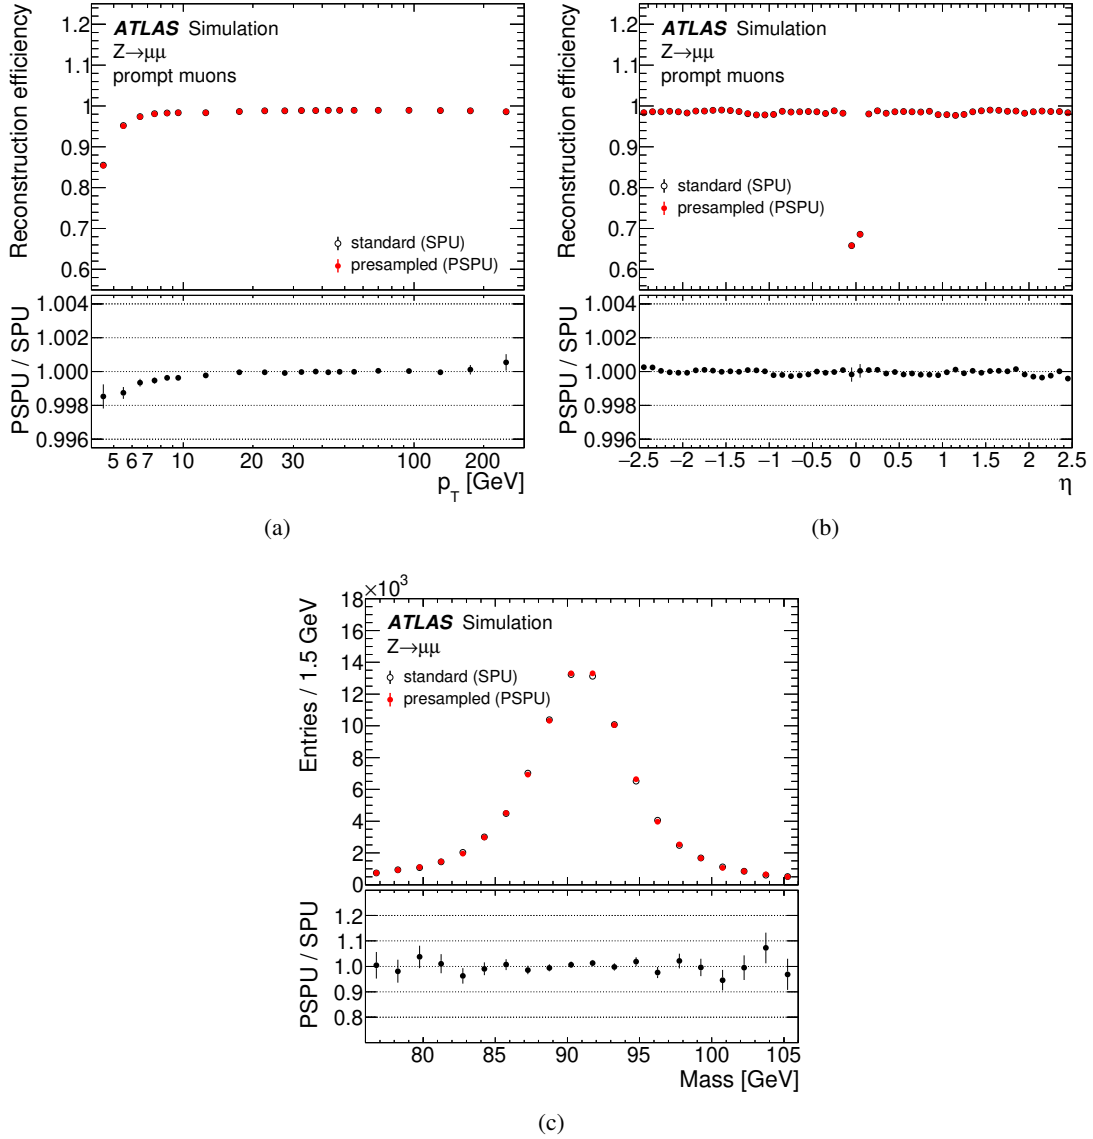 Reconstruction efficiency
1.2
1.1
1
0.9
0.8
0.7
0.6
ATLAS Simulation
Z→μμ
prompt muons
standard (SPU)
presampled (PSPU)
PSPU / SPU
1.004
1.002
1.000
0.998
0.996
5 6 7 10 20 30 100 200
p_T [GeV]
(a)
Reconstruction efficiency
1.2
1.1
1
0.9
0.8
0.7
0.6
ATLAS Simulation
Z→μμ
prompt muons
standard (SPU)
presampled (PSPU)
PSPU / SPU
1.004
1.002
1.000
0.998
0.996
−2.5 −2 −1.5 −1 −0.5 0 0.5 1 1.5 2 2.5
η
(b)
Entries / 1.5 GeV
×10³
18
16
14
12
10
8
6
4
2
0
ATLAS Simulation
Z→μμ
standard (SPU)
presampled (PSPU)
PSPU / SPU
1.2
1.1
1.0
0.9
0.8
80 85 90 95 100 105
Mass [GeV]
(c)